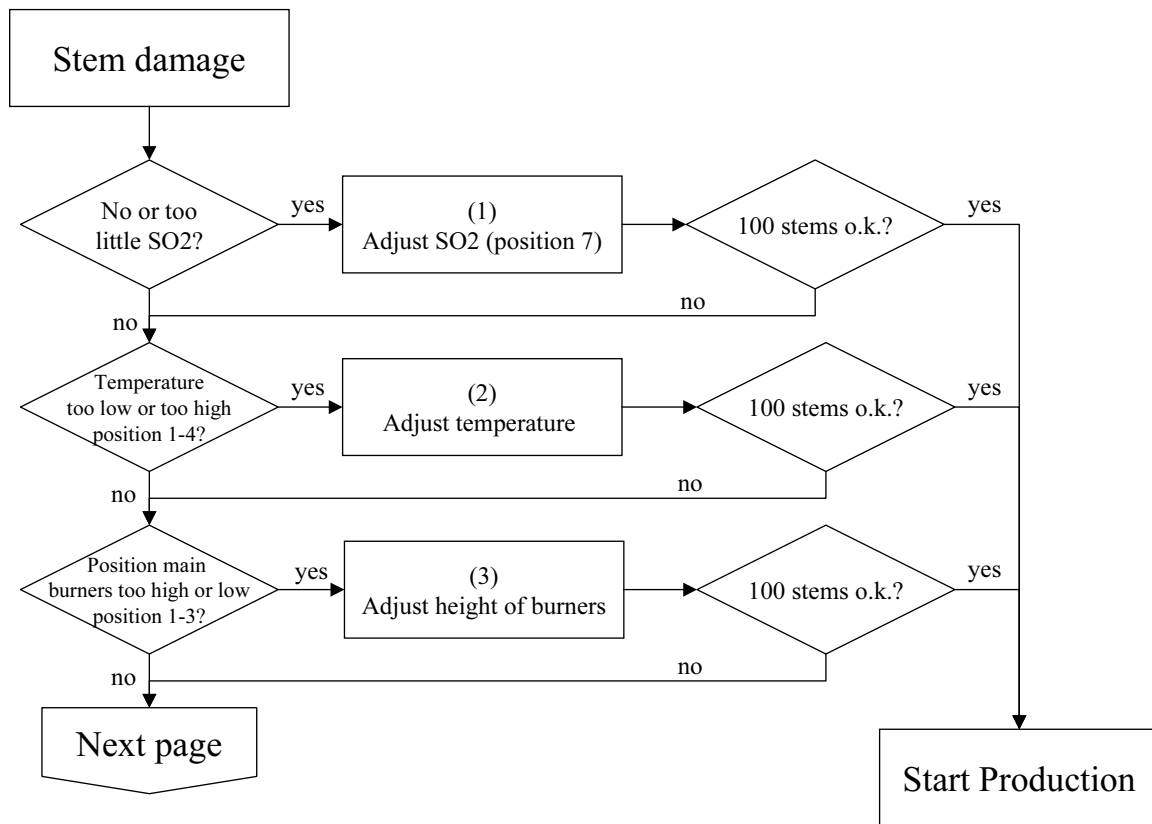 Stem damage
No or too
little SO2?
yes
(1)
Adjust SO2 (position 7)
100 stems o.k.?
yes
no
no
Temperature
too low or too high
position 1-4?
yes
(2)
Adjust temperature
100 stems o.k.?
yes
no
no
Position main
burners too high or low
position 1-3?
yes
(3)
Adjust height of burners
100 stems o.k.?
yes
no
no
Next page
Start Production